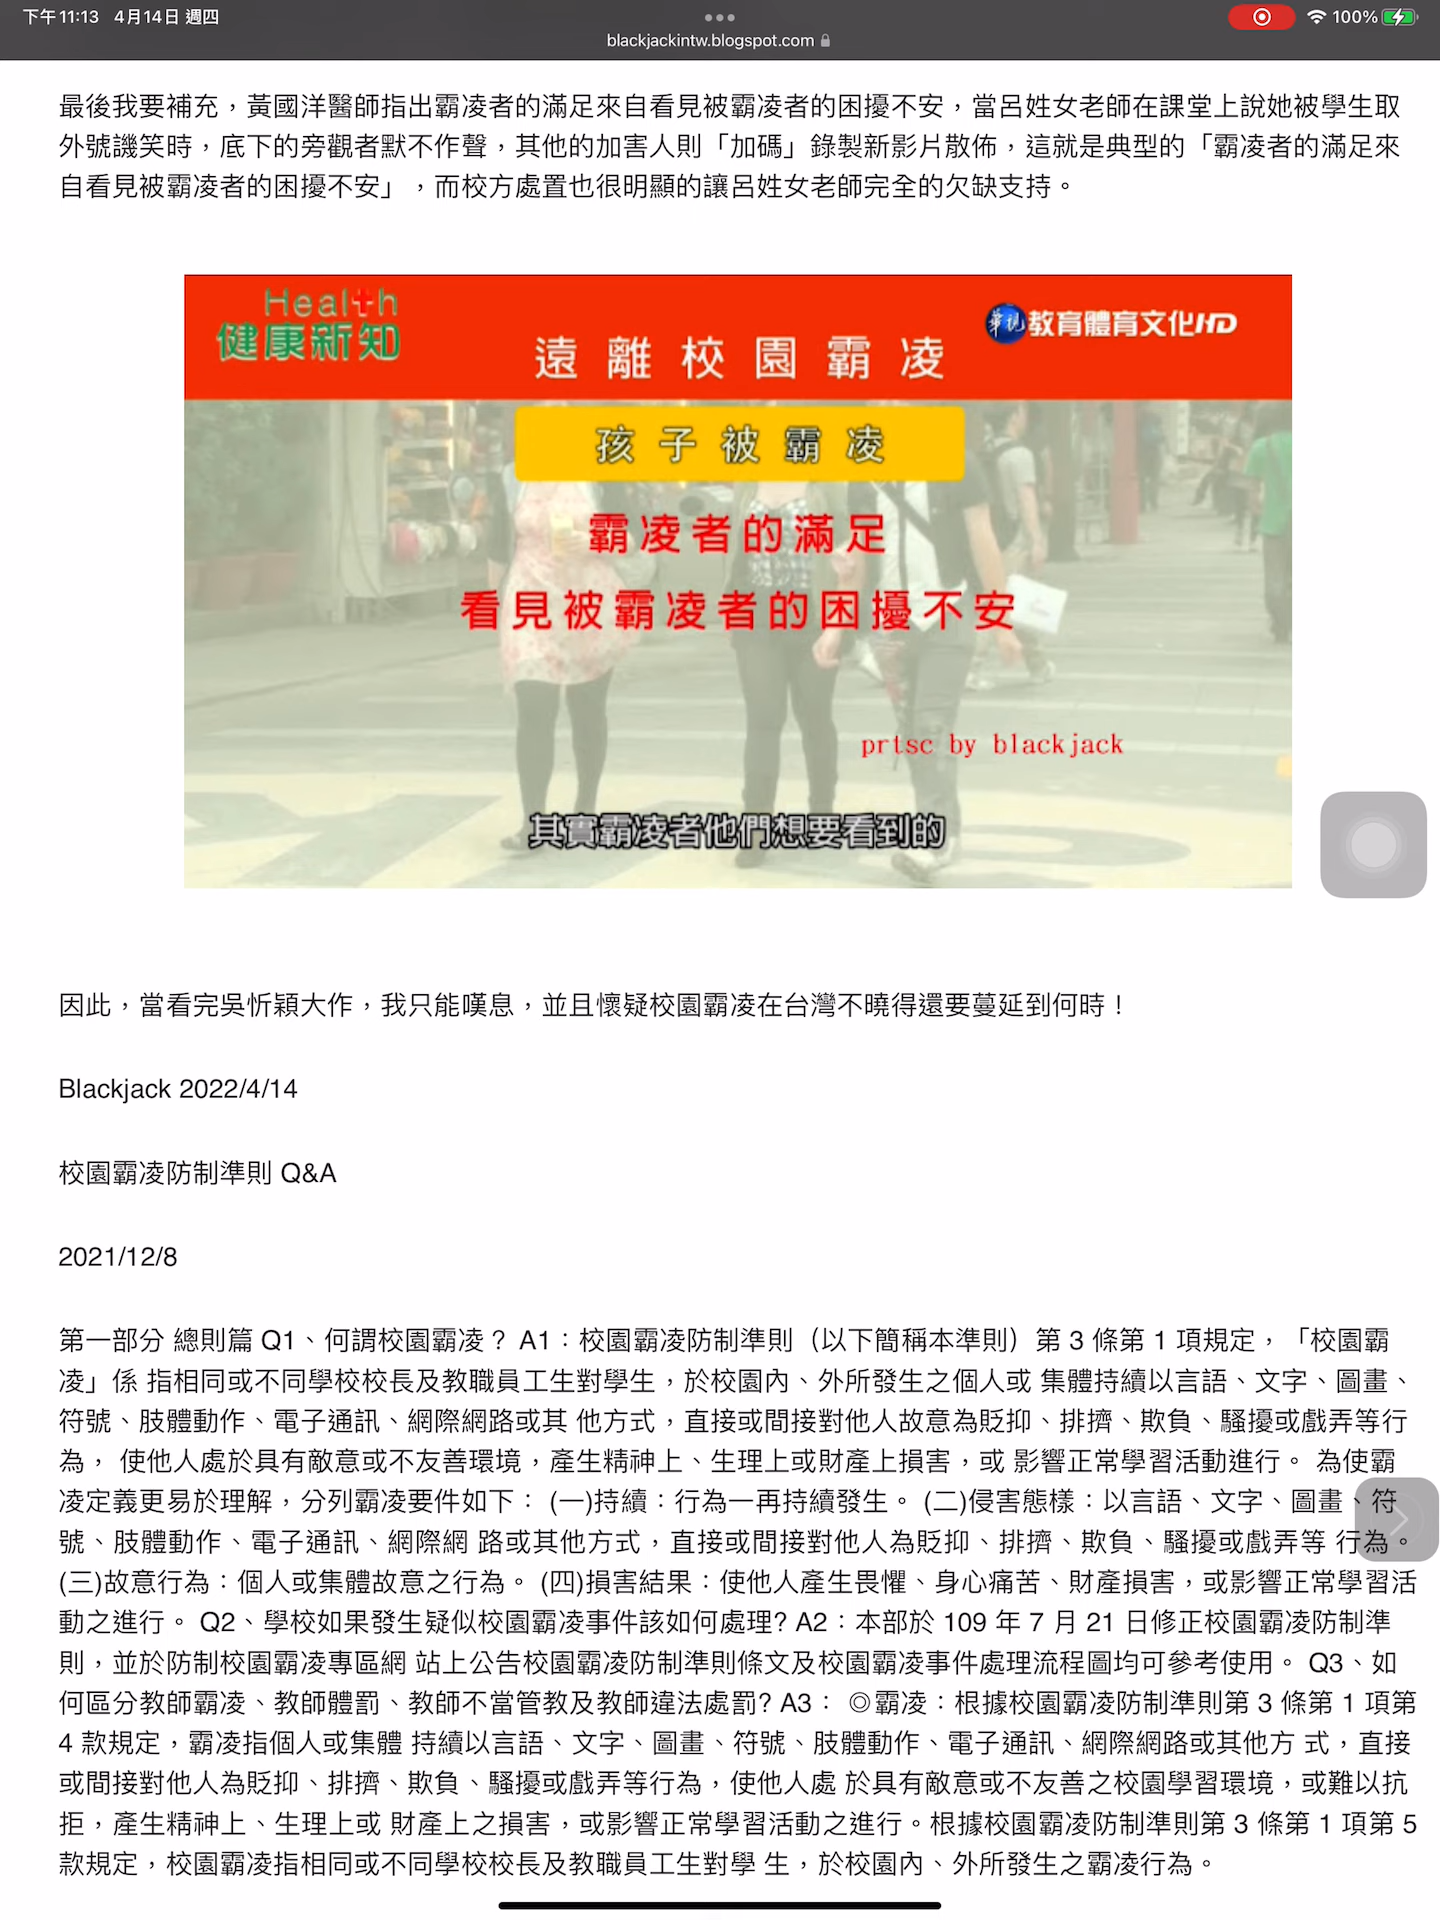 下午11:13 4月14日 週四
100%
blackjackintw.blogspot.com
最後我要補充，黃國洋醫師指出霸凌者的滿足來自看見被霸凌者的困擾不安，當呂姓女老師在課堂上說她被學生取
外號譏笑時，底下的旁觀者默不作聲，其他的加害人則「加碼」錄製新影片散佈，這就是典型的「霸凌者的滿足來
自看見被霸凌者的困擾不安」，而校方處置也很明顯的讓呂姓女老師完全的欠缺支持。
Health
健康新知
華視教育體育文化HD
遠離校園霸凌
孩子被霸凌
霸凌者的滿足
看見被霸凌者的困擾不安
prtsc by blackjack
其實霸凌者他們想要看到的
因此，當看完吳忻穎大作，我只能嘆息，並且懷疑校園霸凌在台灣不曉得還要蔓延到何時！
Blackjack 2022/4/14
校園霸凌防制準則 Q&A
2021/12/8
第一部分 總則篇 Q1、何謂校園霸凌？ A1：校園霸凌防制準則（以下簡稱本準則）第 3 條第 1 項規定，「校園霸
凌」係 指相同或不同學校校長及教職員工生對學生，於校園內、外所發生之個人或 集體持續以言語、文字、圖畫、
符號、肢體動作、電子通訊、網際網路或其 他方式，直接或間接對他人故意為貶抑、排擠、欺負、騷擾或戲弄等行
為， 使他人處於具有敵意或不友善環境，產生精神上、生理上或財產上損害，或 影響正常學習活動進行。 為使霸
凌定義更易於理解，分列霸凌要件如下： (一)持續：行為一再持續發生。 (二)侵害態樣：以言語、文字、圖畫、符
號、肢體動作、電子通訊、網際網 路或其他方式，直接或間接對他人為貶抑、排擠、欺負、騷擾或戲弄等 行為。
(三)故意行為：個人或集體故意之行為。 (四)損害結果：使他人產生畏懼、身心痛苦、財產損害，或影響正常學習活
動之進行。 Q2、學校如果發生疑似校園霸凌事件該如何處理? A2：本部於 109 年 7 月 21 日修正校園霸凌防制準
則，並於防制校園霸凌專區網 站上公告校園霸凌防制準則條文及校園霸凌事件處理流程圖均可參考使用。 Q3、如
何區分教師霸凌、教師體罰、教師不當管教及教師違法處罰? A3： ◎霸凌：根據校園霸凌防制準則第 3 條第 1 項第
4 款規定，霸凌指個人或集體 持續以言語、文字、圖畫、符號、肢體動作、電子通訊、網際網路或其他方 式，直接
或間接對他人為貶抑、排擠、欺負、騷擾或戲弄等行為，使他人處 於具有敵意或不友善之校園學習環境，或難以抗
拒，產生精神上、生理上或 財產上之損害，或影響正常學習活動之進行。根據校園霸凌防制準則第 3 條第 1 項第 5
款規定，校園霸凌指相同或不同學校校長及教職員工生對學 生，於校園內、外所發生之霸凌行為。